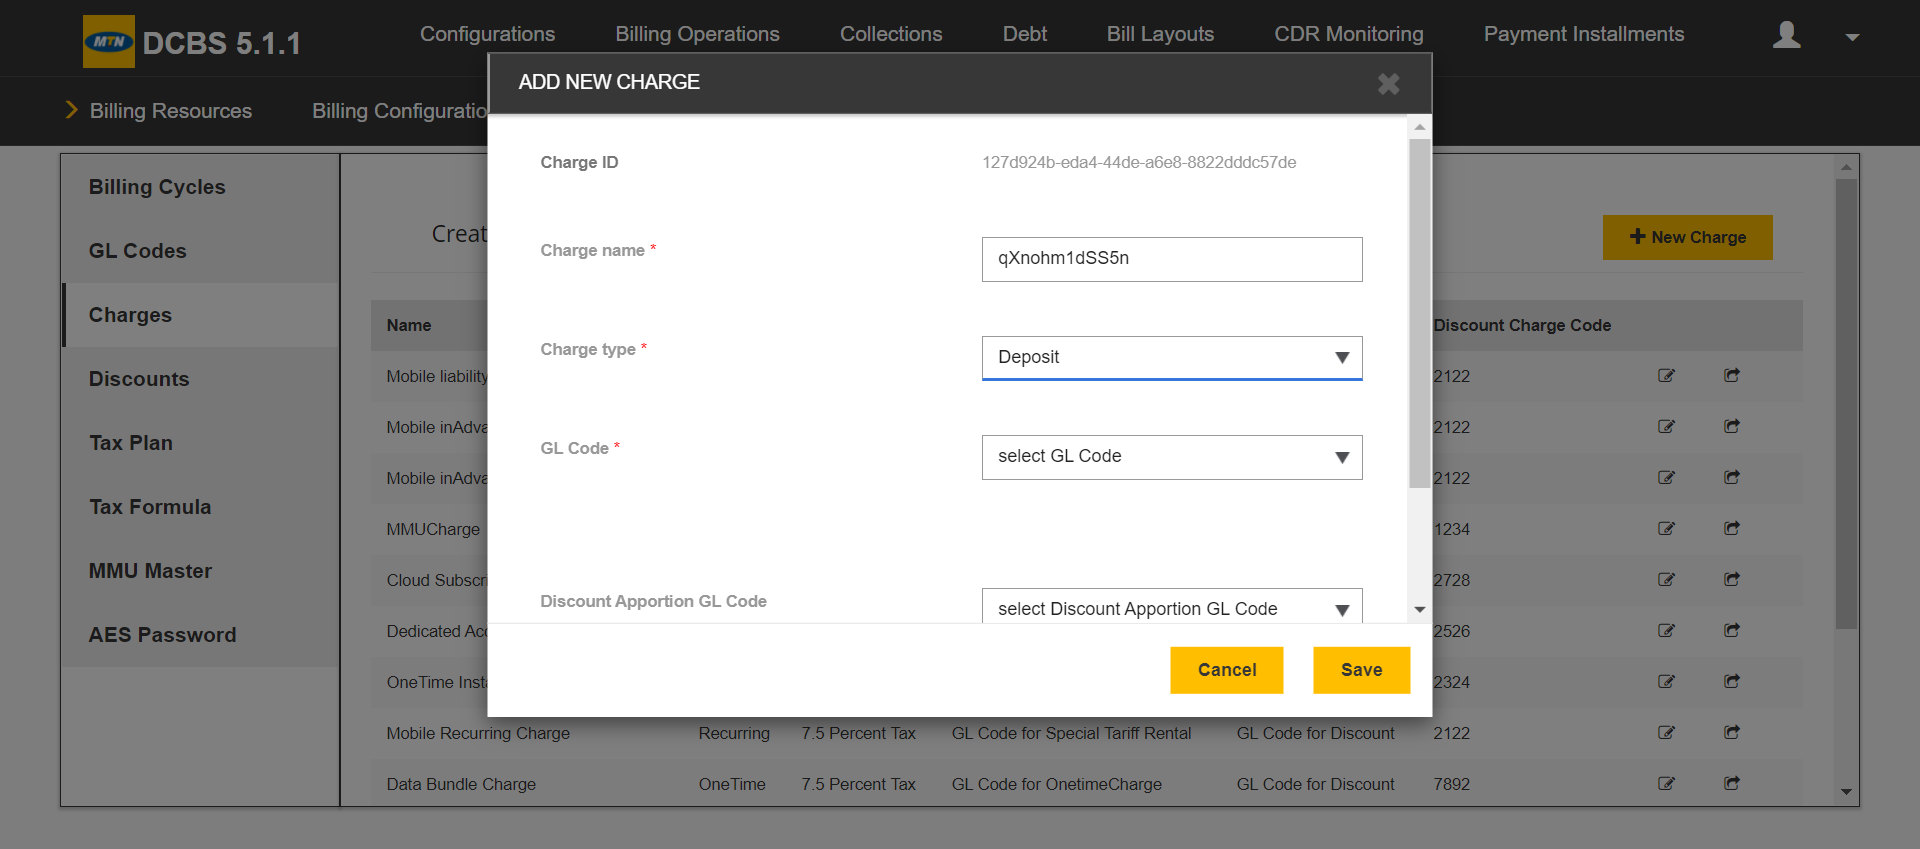 MTN
DCBS 5.1.1
Configurations
Billing Operations
Collections
Debt
Bill Layouts
CDR Monitoring
Payment Installments
Billing Resources
Billing Configuratio
ADD NEW CHARGE
Charge ID
127d924b-eda4-44de-a6e8-8822dddc57de
Charge name *
qXnohm1dSS5n
Charge type *
Deposit
GL Code *
select GL Code
Discount Apportion GL Code
select Discount Apportion GL Code
Cancel
Save
Billing Cycles
GL Codes
Charges
Discounts
Tax Plan
Tax Formula
MMU Master
AES Password
Creat
New Charge
Name
Discount Charge Code
Mobile liability
2122
Mobile inAdva
2122
Mobile inAdva
2122
MMUCharge
1234
Cloud Subscri
2728
Dedicated Acc
2526
OneTime Insta
2324
Mobile Recurring Charge
Recurring
7.5 Percent Tax
GL Code for Special Tariff Rental
GL Code for Discount
2122
Data Bundle Charge
OneTime
7.5 Percent Tax
GL Code for OnetimeCharge
GL Code for Discount
7892